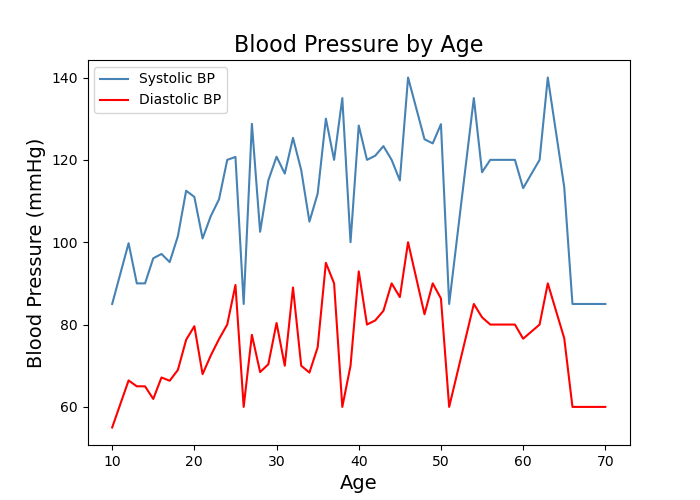 Blood Pressure by Age
Systolic BP
Diastolic BP
140
120
100
80
60
Blood Pressure (mmHg)
10 20 30 40 50 60 70
Age